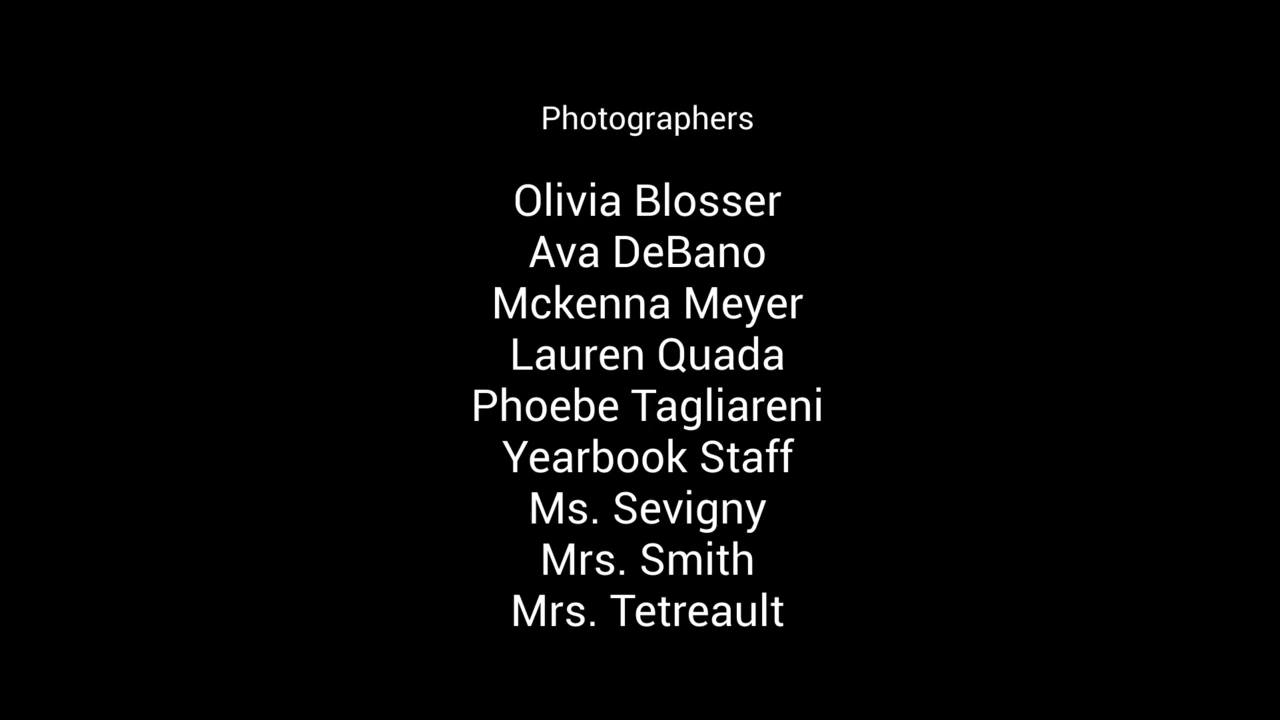 Photographers
Olivia Blosser
Ava DeBano
Mckenna Meyer
Lauren Quada
Phoebe Tagliareni
Yearbook Staff
Ms. Sevigny
Mrs. Smith
Mrs. Tetreault